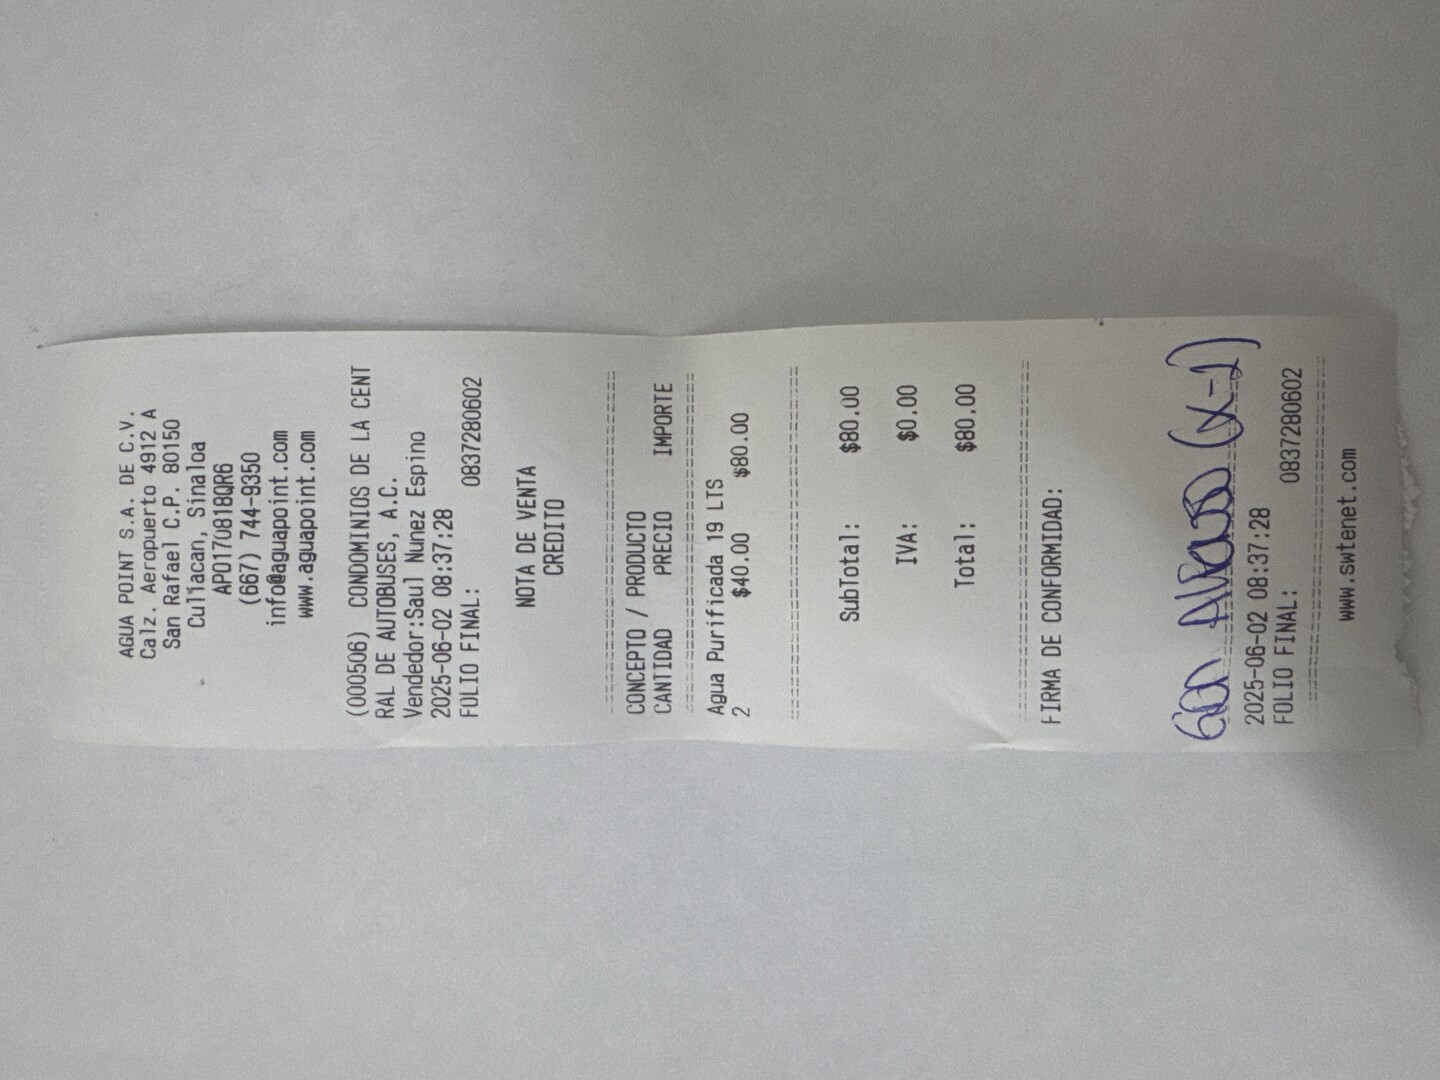 AGUA POINT S.A. DE C.V.
Calz. Aeropuerto 4912 A
San Rafael C.P. 80150
Culiacan, Sinaloa
APO170818QR6
(667) 744-9350
info@aguapoint.com
www.aguapoint.com
(000506) CONDOMINIOS DE LA CENT
RAL DE AUTOBUSES, A.C.
Vendedor:Saul Nunez Espino
2025-06-02 08:37:28
FOLIO FINAL: 0837280602
NOTA DE VENTA
CREDITO
CONCEPTO / PRODUCTO
CANTIDAD PRECIO IMPORTE
Agua Purificada 19 LTS
2 $40.00 $80.00
SubTotal: $80.00
IVA: $0.00
Total: $80.00
FIRMA DE CONFORMIDAD:
2025-06-02 08:37:28
FOLIO FINAL: 0837280602
www.swtenet.com